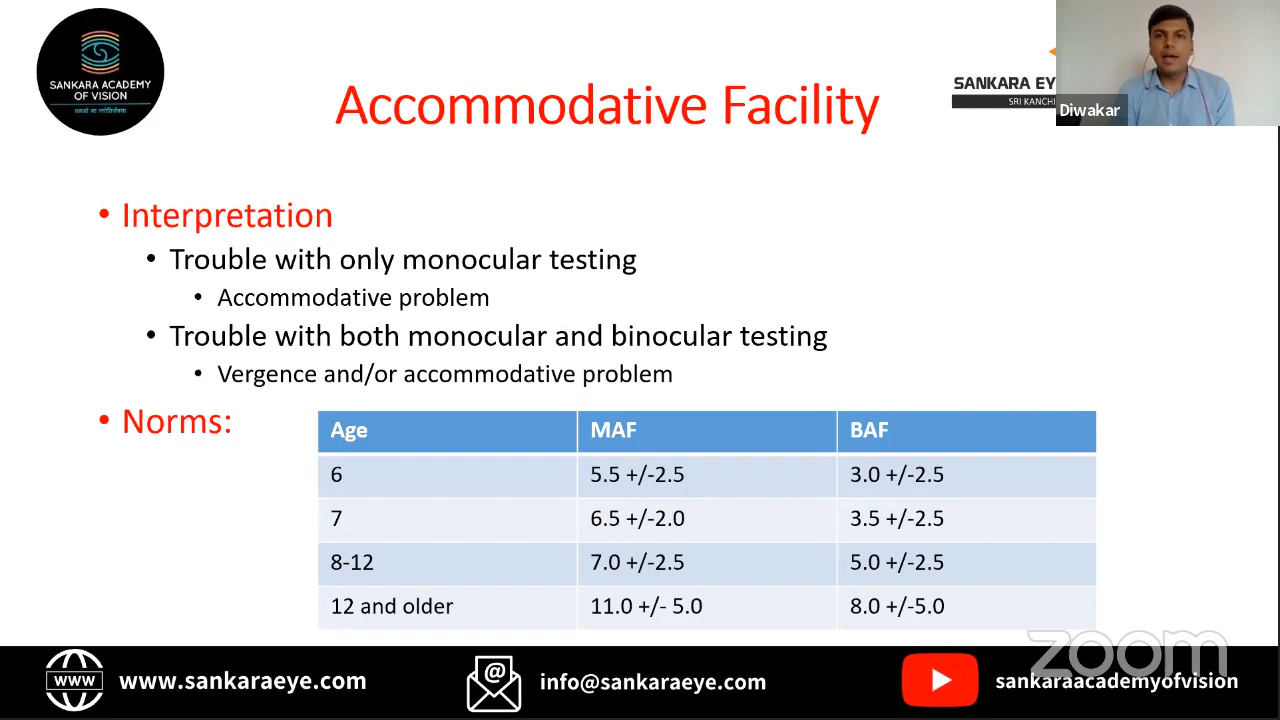 SANKARA ACADEMY
OF VISION
SANKARA EY
SRI KANCHI
Diwakar
Accommodative Facility
• Interpretation
• Trouble with only monocular testing
• Accommodative problem
• Trouble with both monocular and binocular testing
• Vergence and/or accommodative problem
• Norms:
Age MAF BAF
6 5.5 +/-2.5 3.0 +/-2.5
7 6.5 +/-2.0 3.5 +/-2.5
8-12 7.0 +/-2.5 5.0 +/-2.5
12 and older 11.0 +/- 5.0 8.0 +/-5.0
zoom
www www.sankaraeye.com
@ info@sankaraeye.com
sankaraacademyofvision